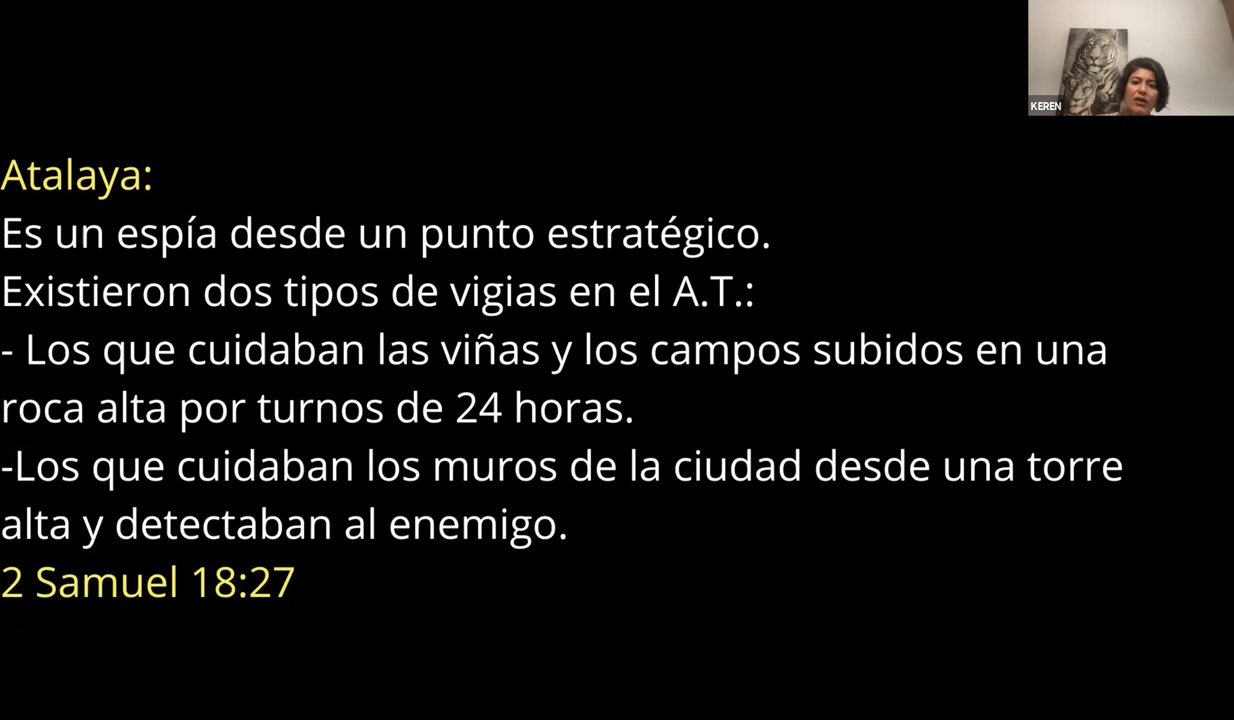 KEREN
Atalaya:
Es un espía desde un punto estratégico.
Existieron dos tipos de vigias en el A.T.:
- Los que cuidaban las viñas y los campos subidos en una
roca alta por turnos de 24 horas.
-Los que cuidaban los muros de la ciudad desde una torre
alta y detectaban al enemigo.
2 Samuel 18:27